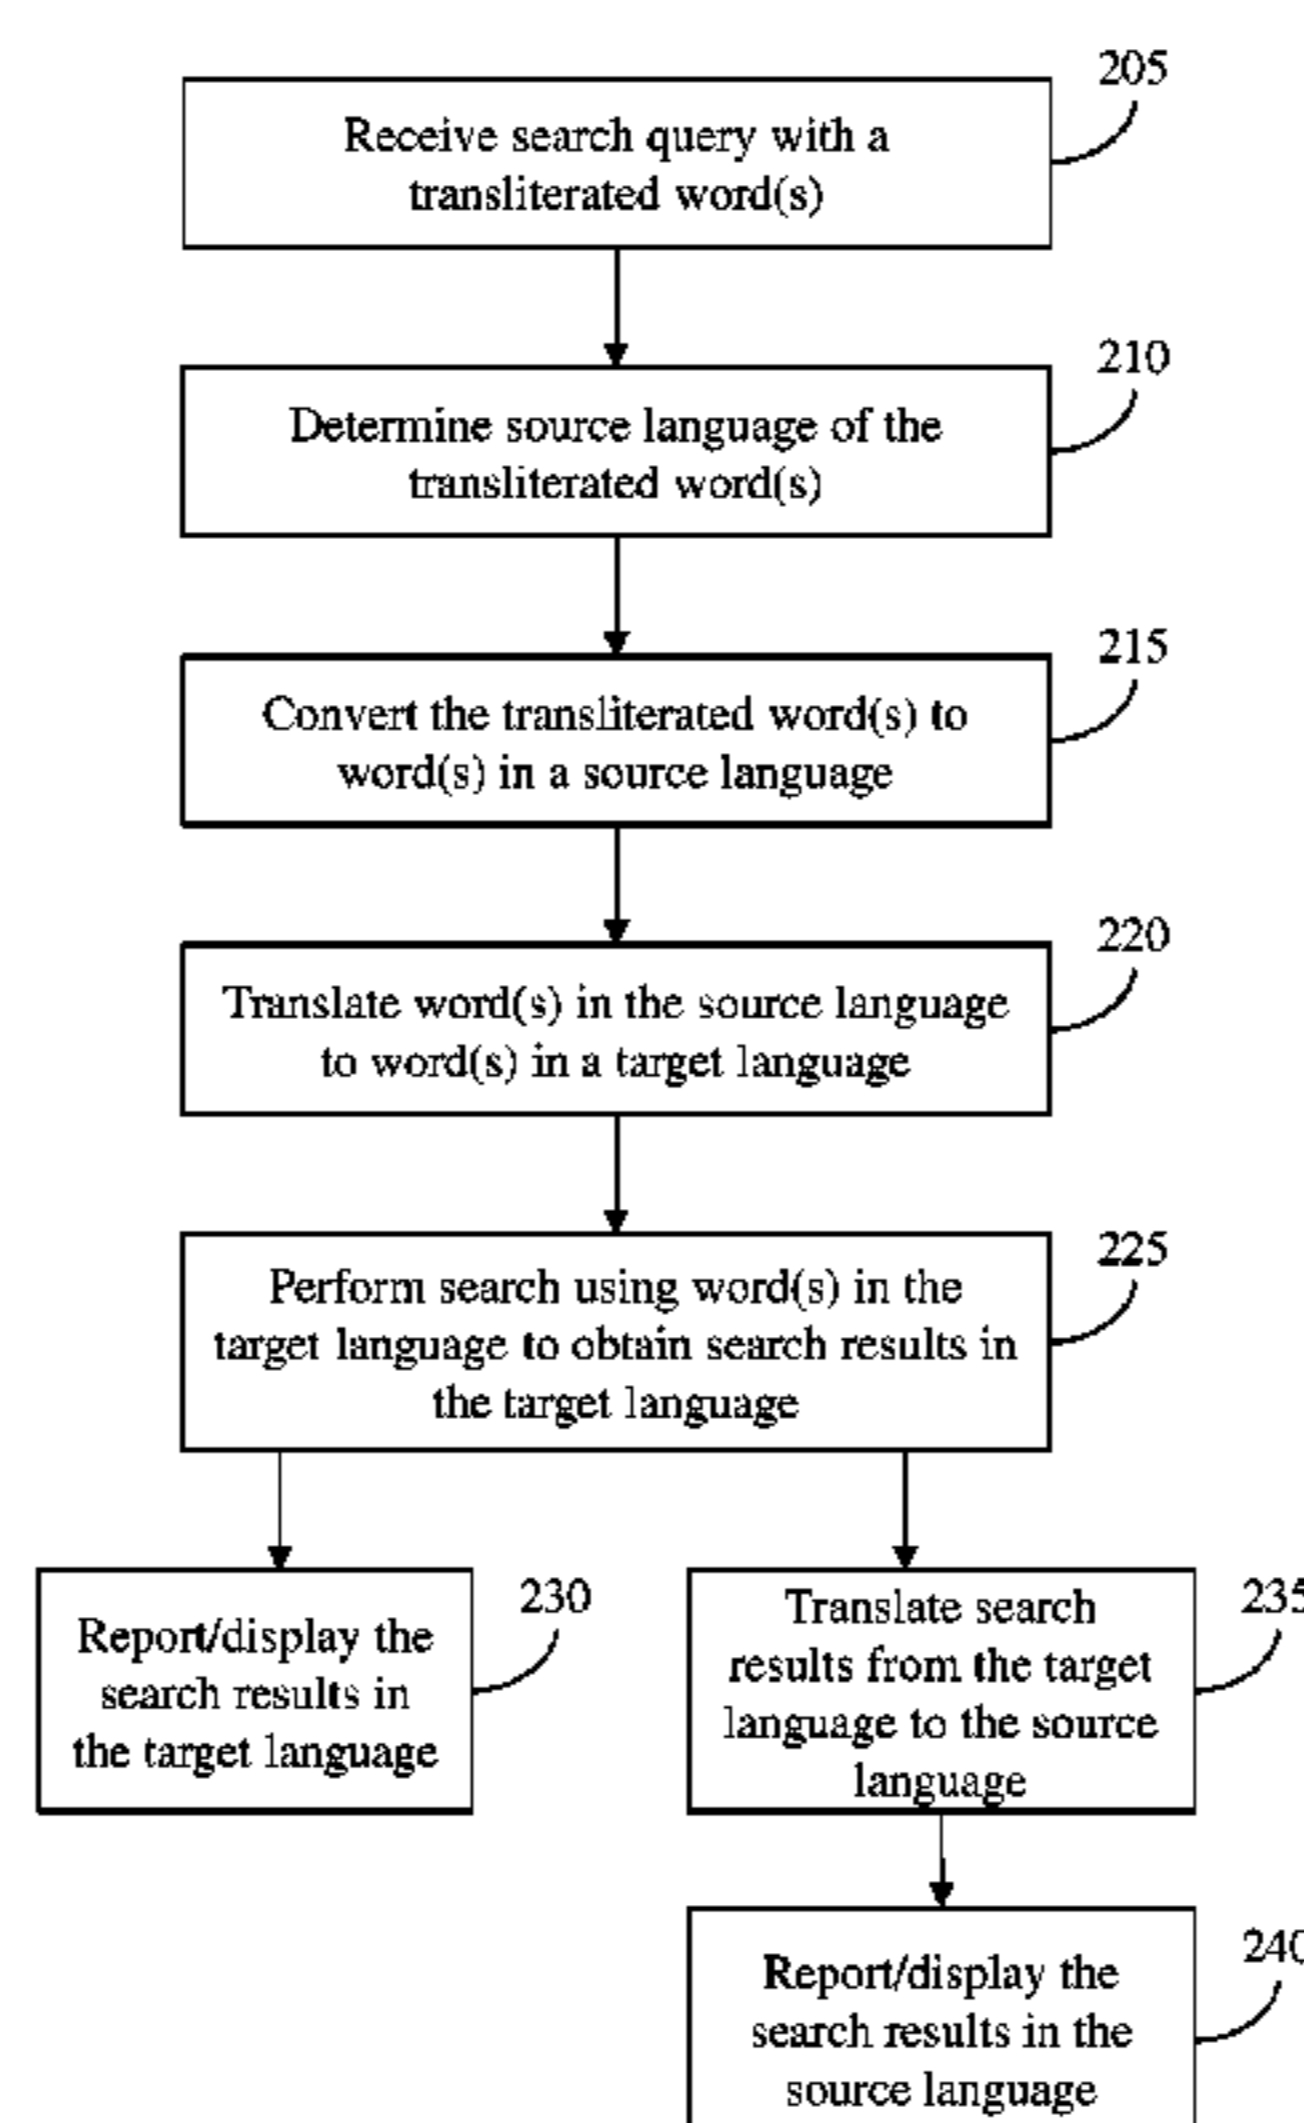 205
Receive search query with a
transliterated word(s)
210
Determine source language of the
transliterated word(s)
215
Convert the transliterated word(s) to
word(s) in a source language
220
Translate word(s) in the source language
to word(s) in a target language
225
Perform search using word(s) in the
target language to obtain search results in
the target language
230
Report/display the
search results in
the target language
235
Translate search
results from the target
language to the source
language
240
Report/display the
search results in the
source language